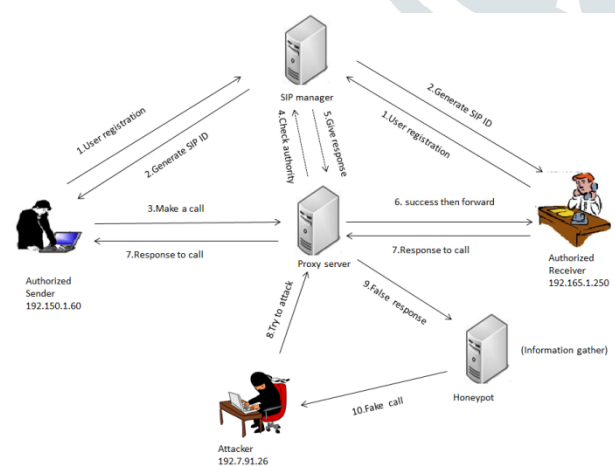 SIP manager
1.User registration
2.Generate SIP ID
4.Check authority
5.Give response
2.Generate SIP ID
1.User registration
3.Make a call
7.Response to call
Proxy server
6. success then forward
7.Response to call
Authorized
Sender
192.150.1.60
Authorized
Receiver
192.165.1.250
8.Try to attack
9.False response
(Information gather)
Honeypot
10.Fake call
Attacker
192.7.91.26